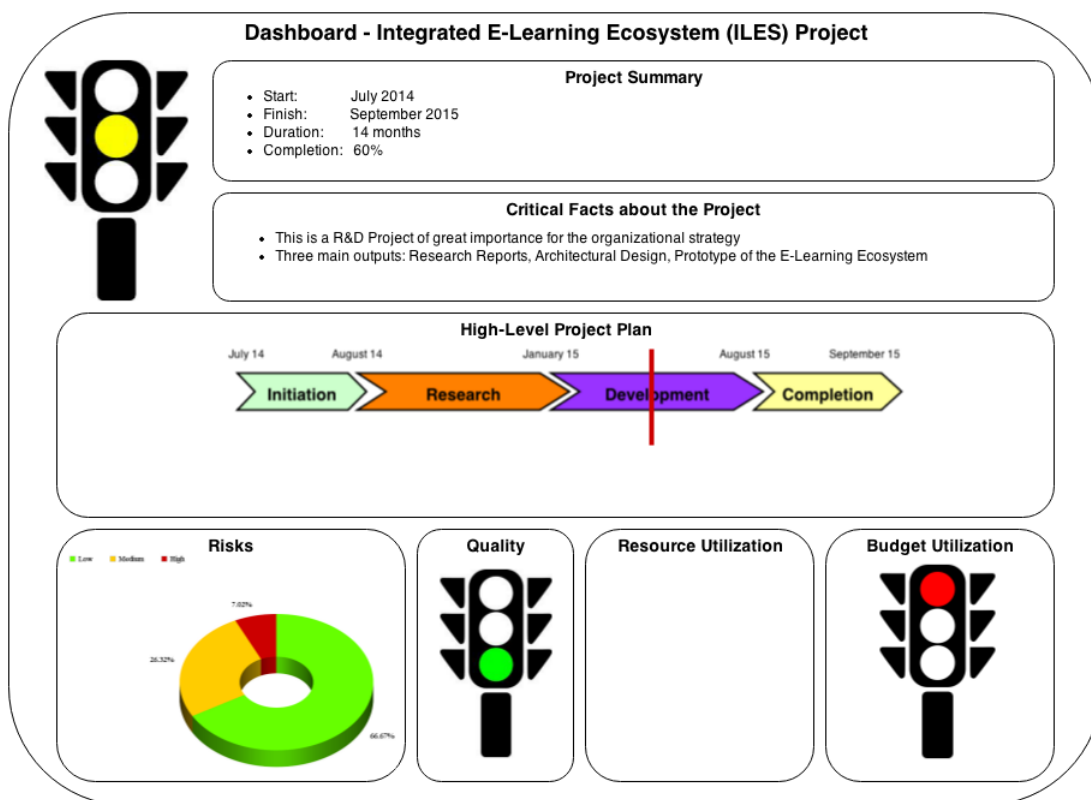 Dashboard - Integrated E-Learning Ecosystem (ILES) Project
Project Summary
Start: July 2014
Finish: September 2015
Duration: 14 months
Completion: 60%
Critical Facts about the Project
This is a R&D Project of great importance for the organizational strategy
Three main outputs: Research Reports, Architectural Design, Prototype of the E-Learning Ecosystem
High-Level Project Plan
July 14 August 14 January 15 August 15 September 15
Initiation Research Development Completion
Risks
Low Medium High
7.02%
26.32%
66.67%
Quality
Resource Utilization
Budget Utilization